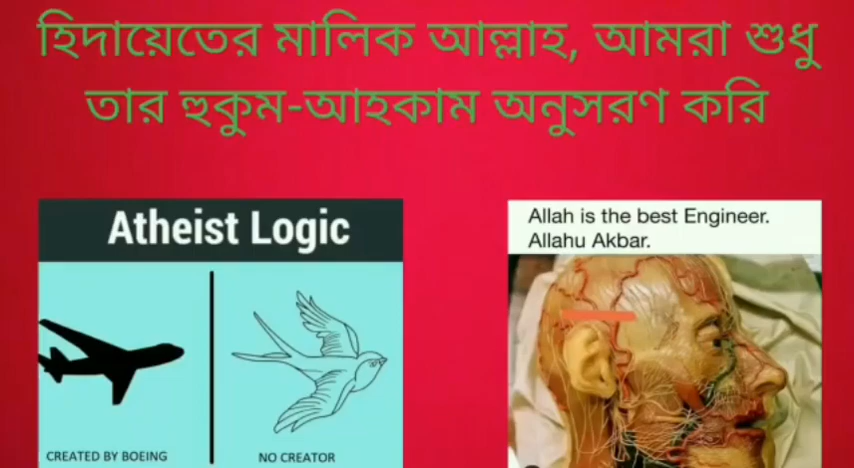 হিদায়েতের মালিক আল্লাহ, আমরা শুধু
তার হুকুম-আহকাম অনুসরণ করি
Atheist Logic
CREATED BY BOEING
NO CREATOR
Allah is the best Engineer.
Allahu Akbar.